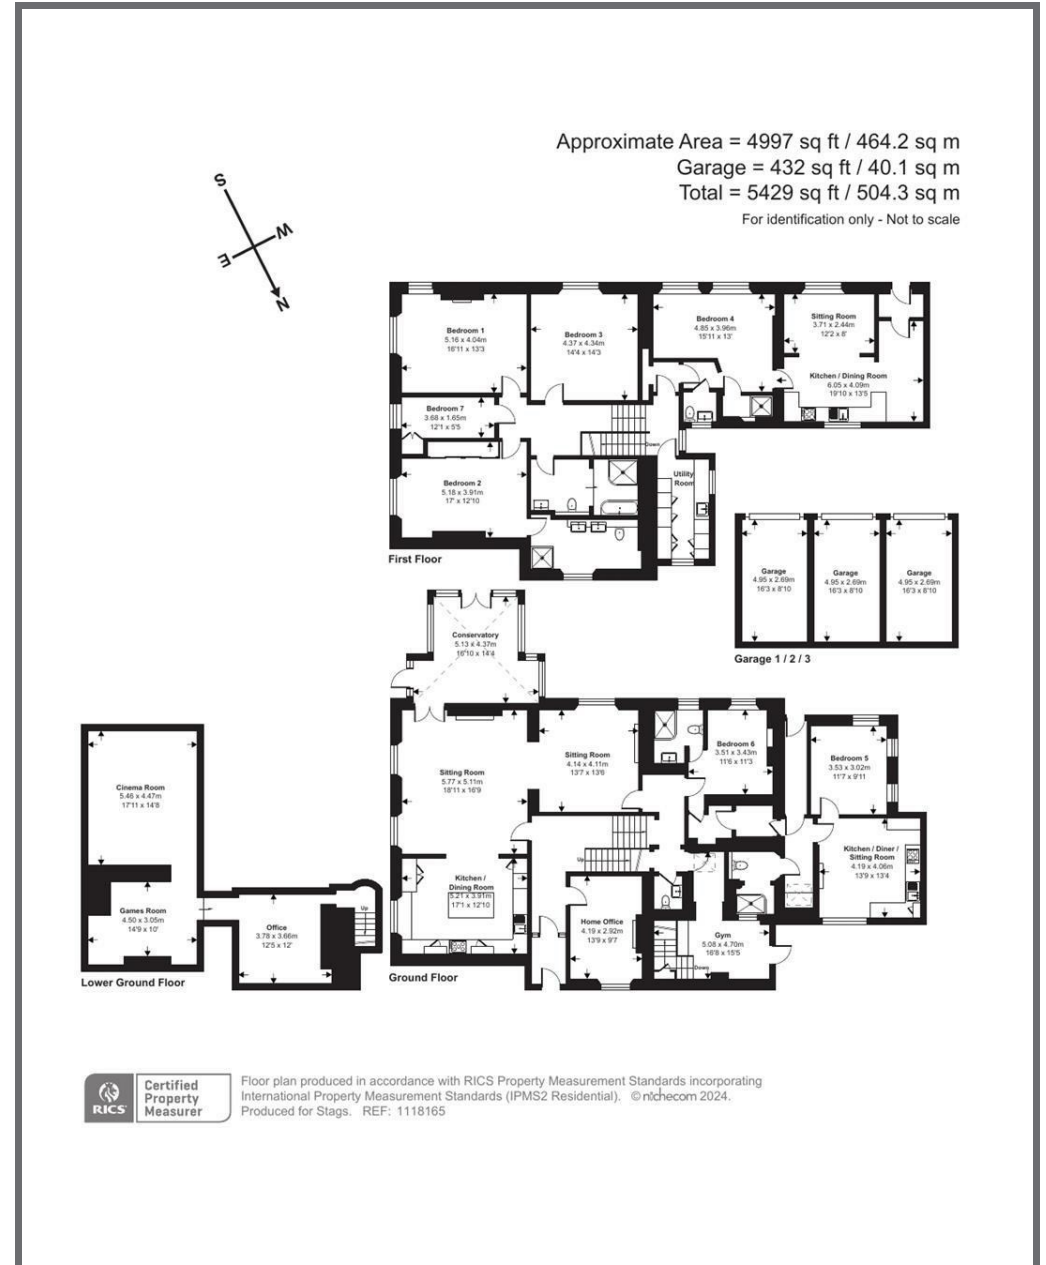 Approximate Area = 4997 sq ft / 464.2 sq m
Garage = 432 sq ft / 40.1 sq m
Total = 5429 sq ft / 504.3 sq m
For identification only - Not to scale
S
W
E
N
Bedroom 1
5.16 x 4.04m
16'11 x 13'3
Bedroom 3
4.37 x 4.34m
14'4 x 14'3
Bedroom 4
4.85 x 3.96m
15'11 x 13'
Sitting Room
3.71 x 2.44m
12'2 x 8'
Kitchen / Dining Room
6.05 x 4.09m
19'10 x 13'5
Bedroom 7
3.68 x 1.65m
12'1 x 5'5
Down
Bedroom 2
5.18 x 3.91m
17' x 12'10
Utility
Room
First Floor
Garage
4.95 x 2.69m
16'3 x 8'10
Garage
4.95 x 2.69m
16'3 x 8'10
Garage
4.95 x 2.69m
16'3 x 8'10
Garage 1 / 2 / 3
Conservatory
5.13 x 4.37m
16'10 x 14'4
Cinema Room
5.46 x 4.47m
17'11 x 14'8
Sitting Room
5.77 x 5.11m
18'11 x 16'9
Sitting Room
4.14 x 4.11m
13'7 x 13'6
Bedroom 6
3.51 x 3.43m
11'6 x 11'3
Bedroom 5
3.53 x 3.02m
11'7 x 9'11
Kitchen / Diner /
Sitting Room
4.19 x 4.06m
13'9 x 13'4
Up
Kitchen /
Dining Room
5.21 x 3.91m
17'1 x 12'10
Games Room
4.50 x 3.05m
14'9 x 10'
Office
3.78 x 3.66m
12'5 x 12'
Up
Home Office
4.19 x 2.92m
13'9 x 9'7
Gym
5.08 x 4.70m
16'8 x 15'5
Down
Lower Ground Floor
Ground Floor
RICS
Certified
Property
Measurer
Floor plan produced in accordance with RICS Property Measurement Standards incorporating
International Property Measurement Standards (IPMS2 Residential). © nichecom 2024.
Produced for Stags. REF: 1118165